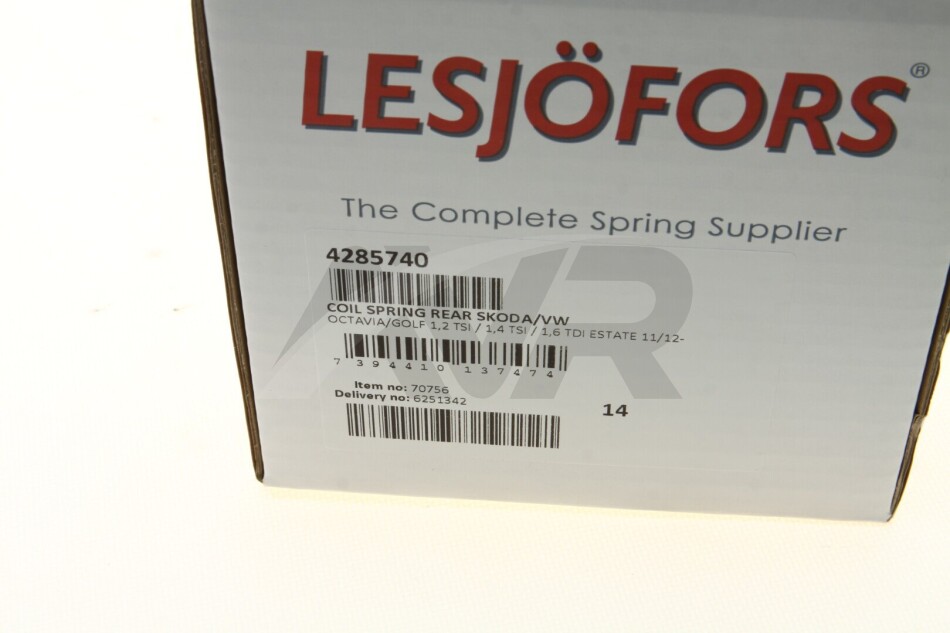 LESJÖFORS®
The Complete Spring Supplier
4285740
COIL SPRING REAR SKODA/VW
OCTAVIA/GOLF 1,2 TSI / 1,4 TSI / 1,6 TDI ESTATE 11/12-
7 394410 137474
Item no: 70756
Delivery no: 6251342
14